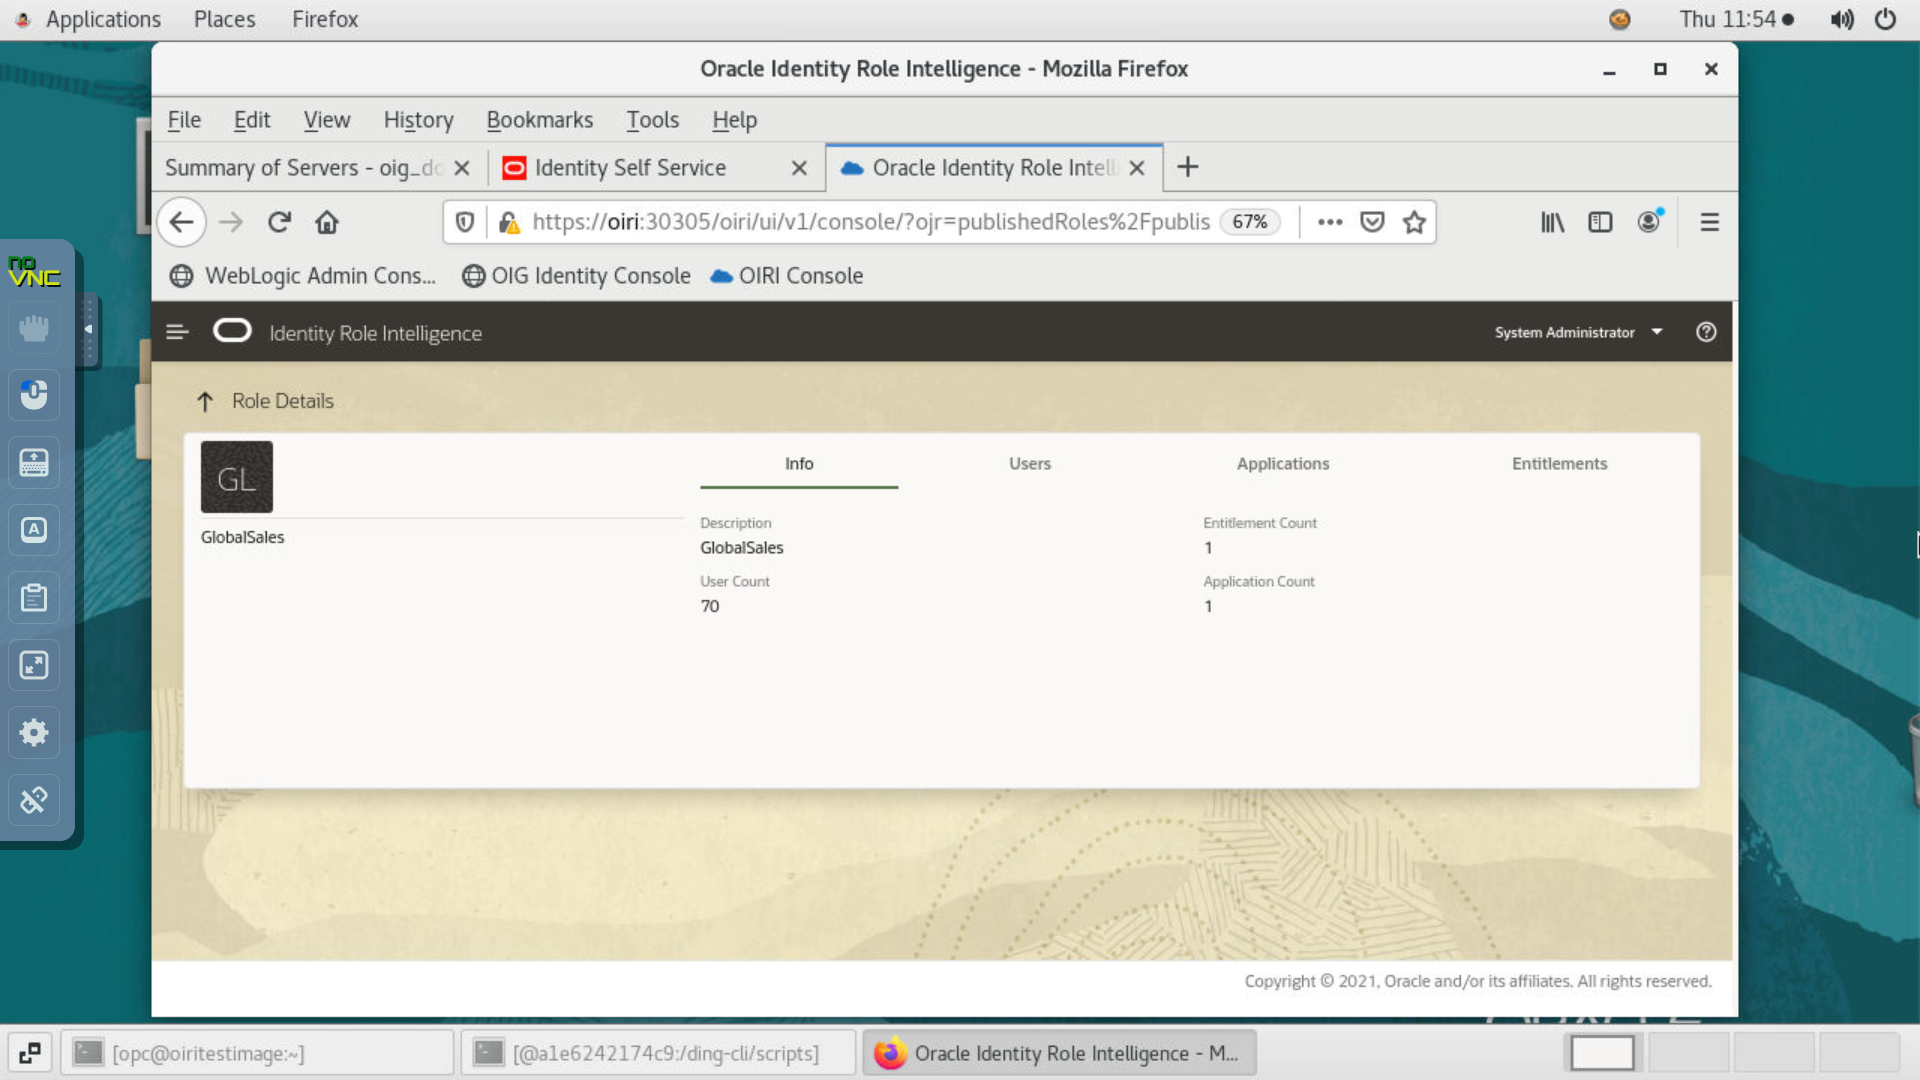 Applications Places Firefox Thu 11:54
Oracle Identity Role Intelligence - Mozilla Firefox
File Edit View History Bookmarks Tools Help
Summary of Servers - oig_do Identity Self Service Oracle Identity Role Intell
https://oiri:30305/oiri/ui/v1/console/?ojr=publishedRoles%2Fpublis 67%
no
VNC
WebLogic Admin Cons... OIG Identity Console OIRI Console
Identity Role Intelligence System Administrator
Role Details
GL
Info Users Applications Entitlements
GlobalSales
Description Entitlement Count
GlobalSales 1
User Count Application Count
70 1
Copyright © 2021, Oracle and/or its affiliates. All rights reserved.
[opc@oiritestimage:~] [@a1e6242174c9:/ding-cli/scripts] Oracle Identity Role Intelligence - M...